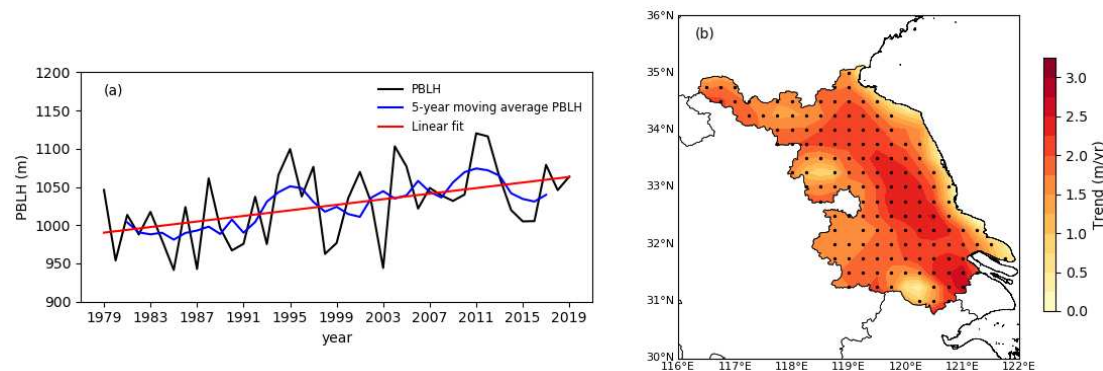 (a)
PBLH
5-year moving average PBLH
Linear fit
1200
1150
1100
1050
1000
950
900
PBLH (m)
1979 1983 1987 1991 1995 1999 2003 2007 2011 2015 2019
year
(b)
36°N
35°N
34°N
33°N
32°N
31°N
30°N
116°E 117°E 118°E 119°E 120°E 121°E 122°E
3.0
2.5
2.0
1.5
1.0
0.5
0.0
Trend (m/yr)